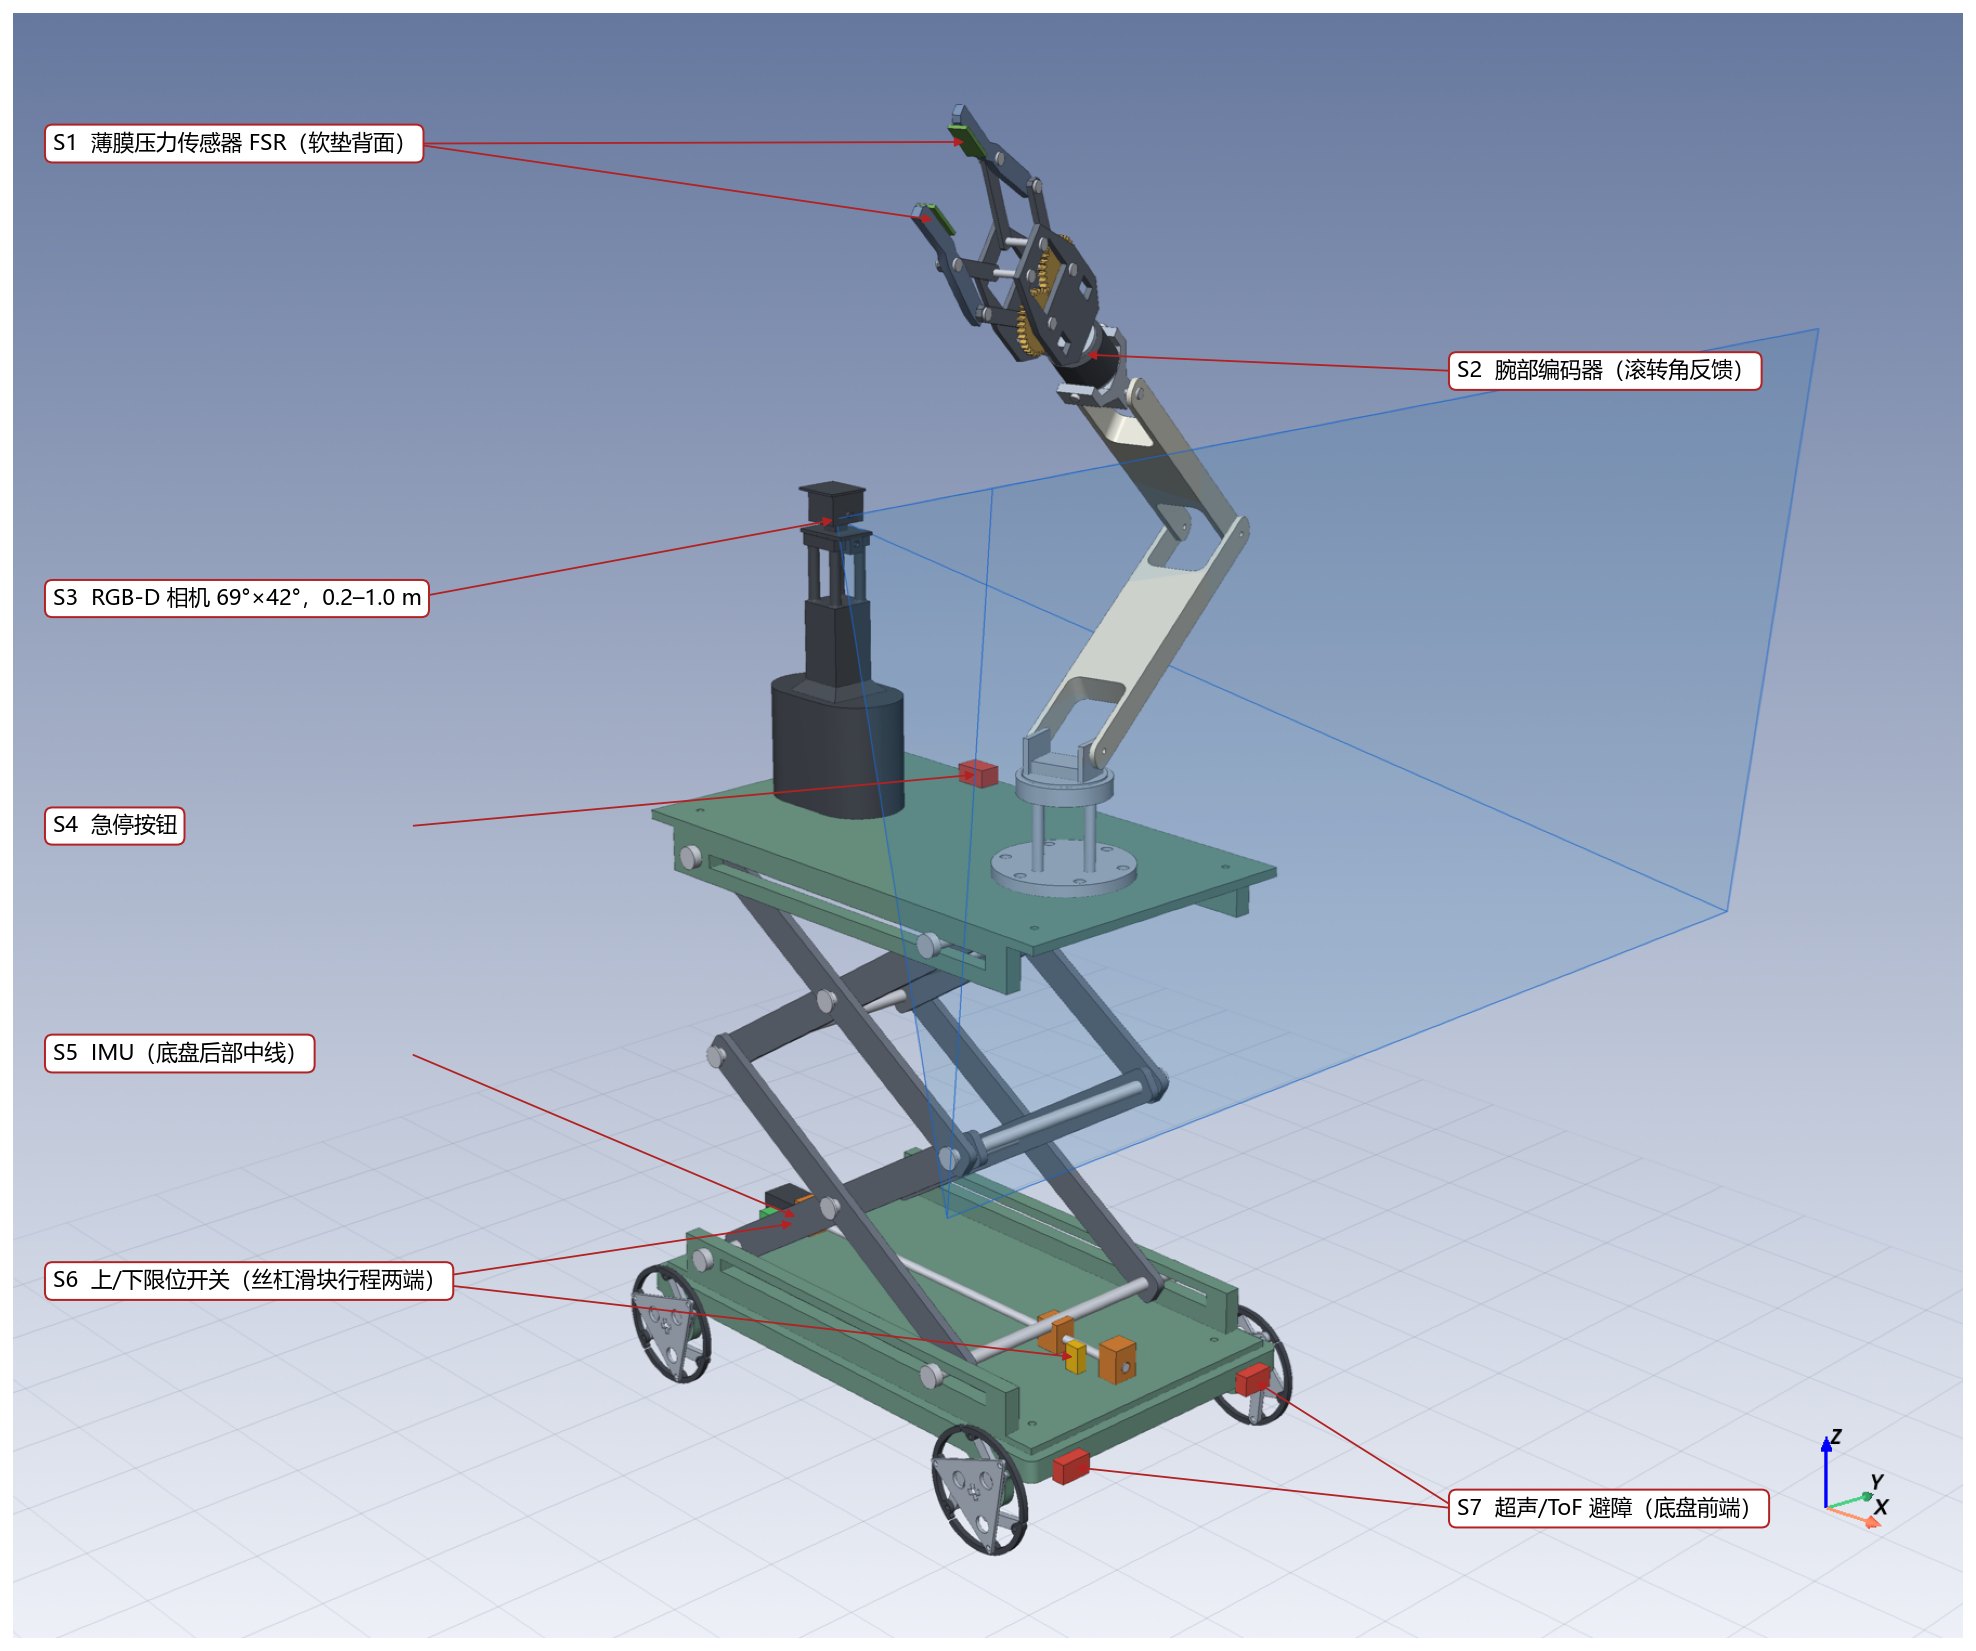 S1 薄膜压力传感器 FSR（软垫背面）
S2 腕部编码器（滚转角反馈）
S3 RGB-D 相机 69°×42°，0.2–1.0 m
S4 急停按钮
S5 IMU（底盘后部中线）
S6 上/下限位开关（丝杠滑块行程两端）
S7 超声/ToF 避障（底盘前端）
Z
Y
X